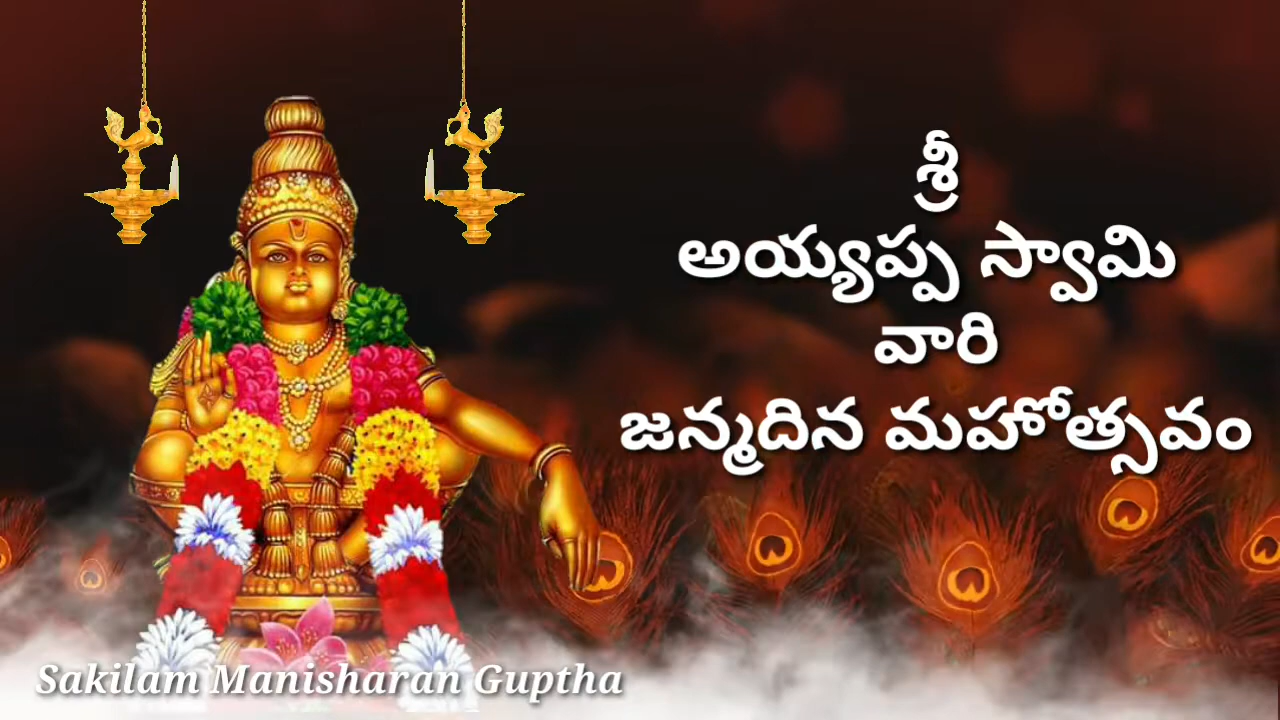 శ్రీ
అయ్యప్ప స్వామి
వారి
జన్మదిన మహోత్సవం
Sakilam Manisharan Guptha